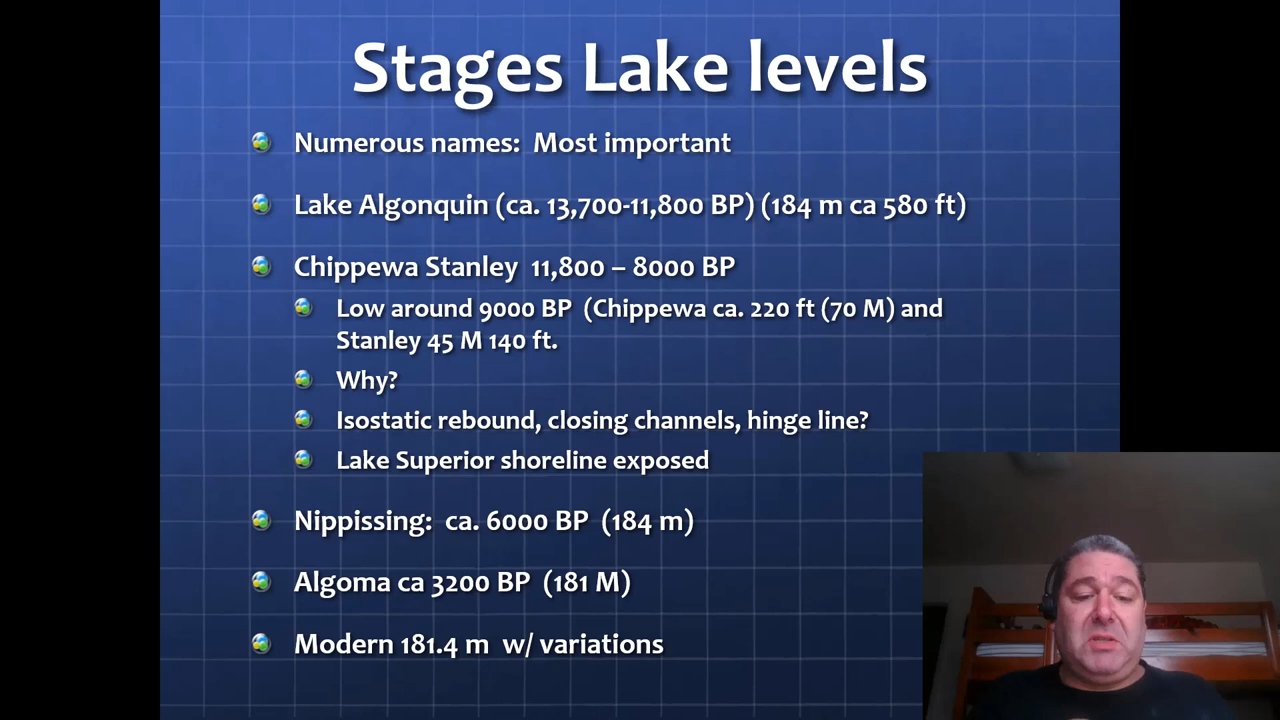 Stages Lake levels
Numerous names: Most important
Lake Algonquin (ca. 13,700-11,800 BP) (184 m ca 580 ft)
Chippewa Stanley 11,800 – 8000 BP
Low around 9000 BP (Chippewa ca. 220 ft (70 M) and
Stanley 45 M 140 ft.
Why?
Isostatic rebound, closing channels, hinge line?
Lake Superior shoreline exposed
Nippissing: ca. 6000 BP (184 m)
Algoma ca 3200 BP (181 M)
Modern 181.4 m w/ variations